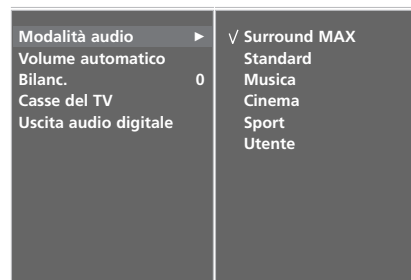 Modalità audio ►
Volume automatico
Bilanc. 0
Casse del TV
Uscita audio digitale
√ Surround MAX
Standard
Musica
Cinema
Sport
Utente